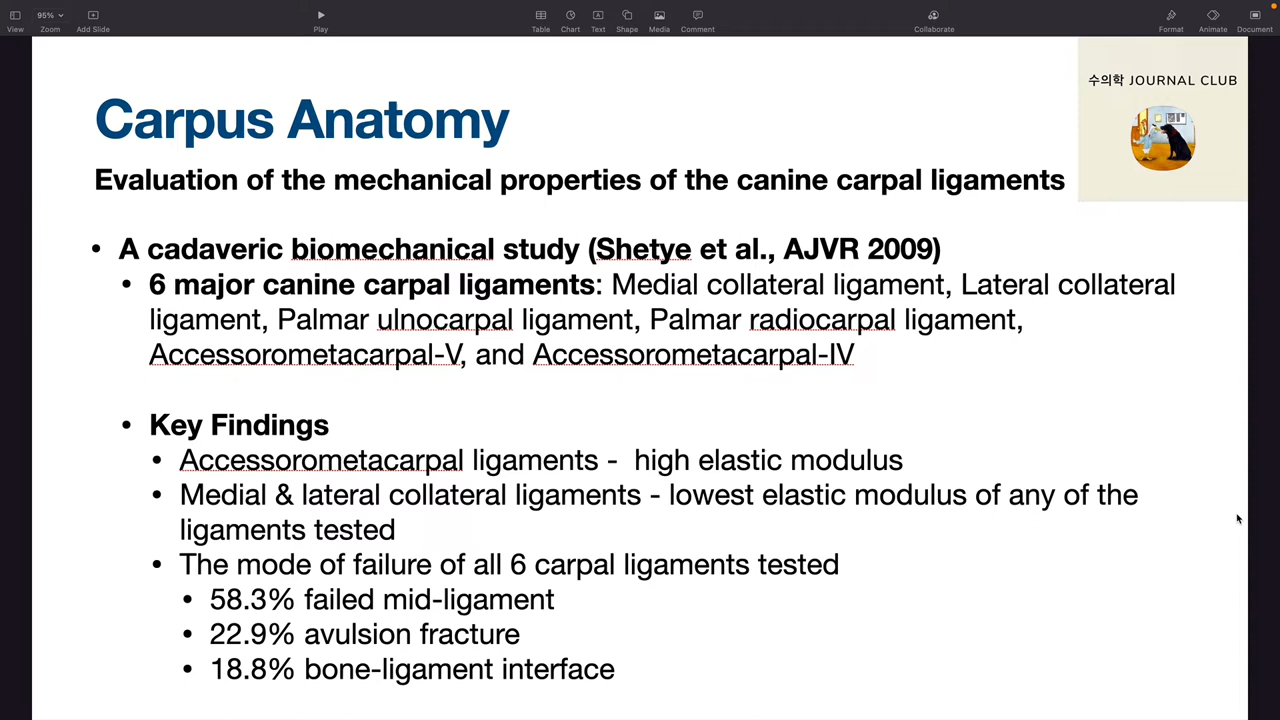 95%
View
Zoom
Add Slide
Play
Table
Chart
Text
Shape
Media
Comment
Collaborate
Format
Animate
Document
수의학 JOURNAL CLUB
Carpus Anatomy
Evaluation of the mechanical properties of the canine carpal ligaments
• A cadaveric biomechanical study (Shetye et al., AJVR 2009)
• 6 major canine carpal ligaments: Medial collateral ligament, Lateral collateral
ligament, Palmar ulnocarpal ligament, Palmar radiocarpal ligament,
Accessorometacarpal-V, and Accessorometacarpal-IV
• Key Findings
• Accessorometacarpal ligaments - high elastic modulus
• Medial & lateral collateral ligaments - lowest elastic modulus of any of the
ligaments tested
• The mode of failure of all 6 carpal ligaments tested
• 58.3% failed mid-ligament
• 22.9% avulsion fracture
• 18.8% bone-ligament interface